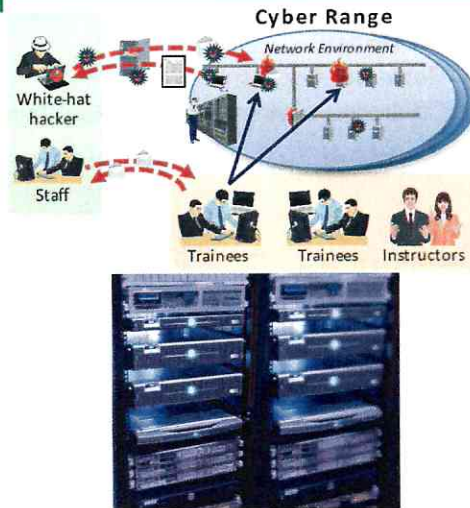 Cyber Range
Network Environment
White-hat
hacker
Staff
Trainees
Trainees
Instructors